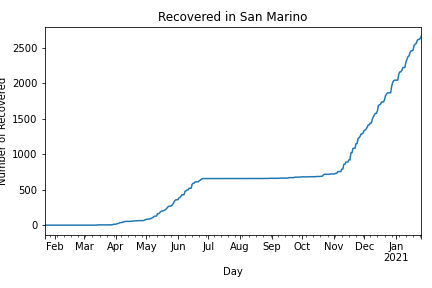 Recovered in San Marino
Number of Recovered
2500
2000
1500
1000
500
0
Feb Mar Apr May Jun Jul Aug Sep Oct Nov Dec Jan
2021
Day